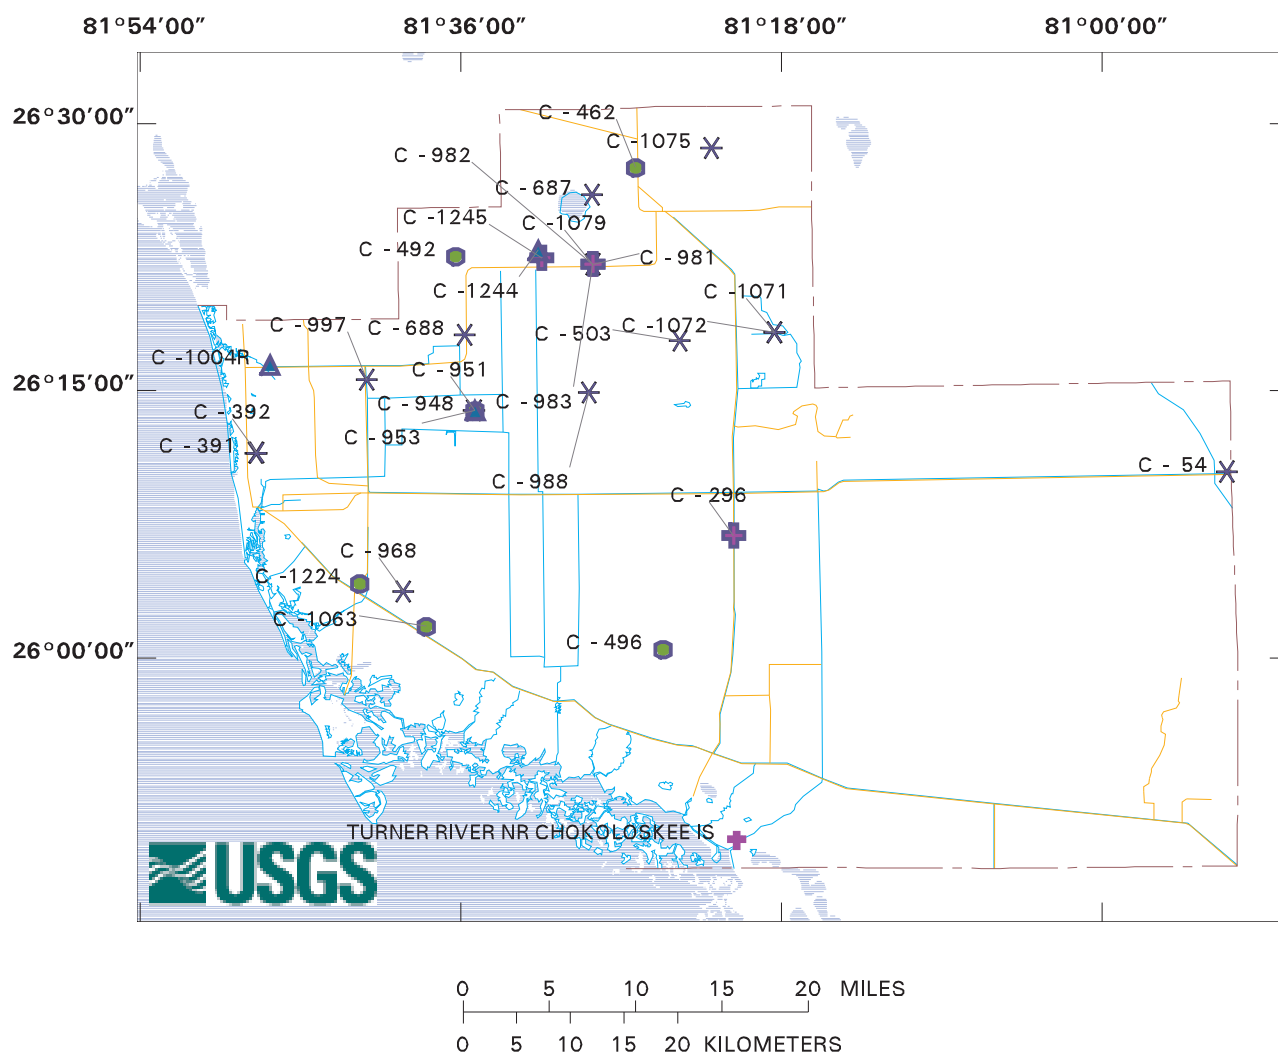 81°54'00" 81°36'00" 81°18'00" 81°00'00"
26°30'00"
C - 462
C -1075
C - 982
C - 687
C -1245
C -1079
C - 492
C - 981
C -1244
C -1071
C - 997
C - 688
C - 503
C -1072
C -1004R
C - 951
26°15'00"
C - 948
C - 983
C - 392
C - 953
C - 391
C - 54
C - 988
C - 296
C - 968
C -1224
C -1063
C - 496
26°00'00"
TURNER RIVER NR CHOKOLOSKEE IS
USGS
0 5 10 15 20 MILES
0 5 10 15 20 KILOMETERS